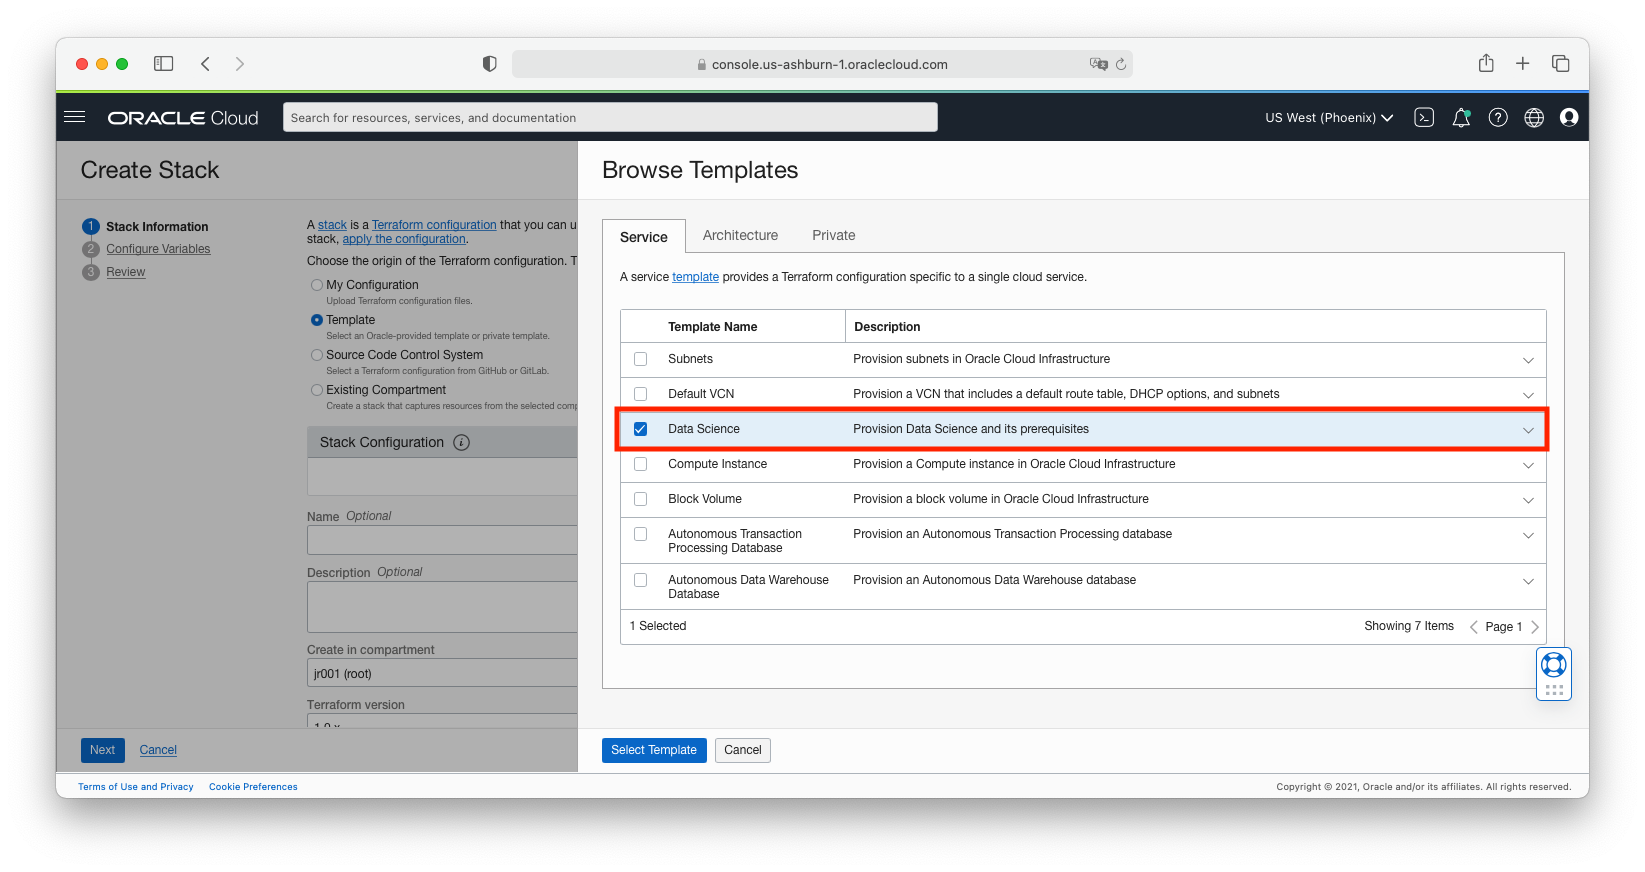 console.us-ashburn-1.oraclecloud.com
ORACLE Cloud
Search for resources, services, and documentation
US West (Phoenix)
Create Stack
1 Stack Information
2 Configure Variables
3 Review
A stack is a Terraform configuration that you can u
stack, apply the configuration.
Choose the origin of the Terraform configuration. T
My Configuration
Upload Terraform configuration files.
Template
Select an Oracle-provided template or private template.
Source Code Control System
Select a Terraform configuration from GitHub or GitLab.
Existing Compartment
Create a stack that captures resources from the selected comp
Stack Configuration
Name Optional
Description Optional
Create in compartment
jr001 (root)
Terraform version
1.0.x
Next Cancel
Browse Templates
Service Architecture Private
A service template provides a Terraform configuration specific to a single cloud service.
Template Name Description
Subnets Provision subnets in Oracle Cloud Infrastructure
Default VCN Provision a VCN that includes a default route table, DHCP options, and subnets
Data Science Provision Data Science and its prerequisites
Compute Instance Provision a Compute instance in Oracle Cloud Infrastructure
Block Volume Provision a block volume in Oracle Cloud Infrastructure
Autonomous Transaction Provision an Autonomous Transaction Processing database
Processing Database
Autonomous Data Warehouse Provision an Autonomous Data Warehouse database
Database
1 Selected Showing 7 Items Page 1
Select Template Cancel
Terms of Use and Privacy Cookie Preferences Copyright © 2021, Oracle and/or its affiliates. All rights reserved.